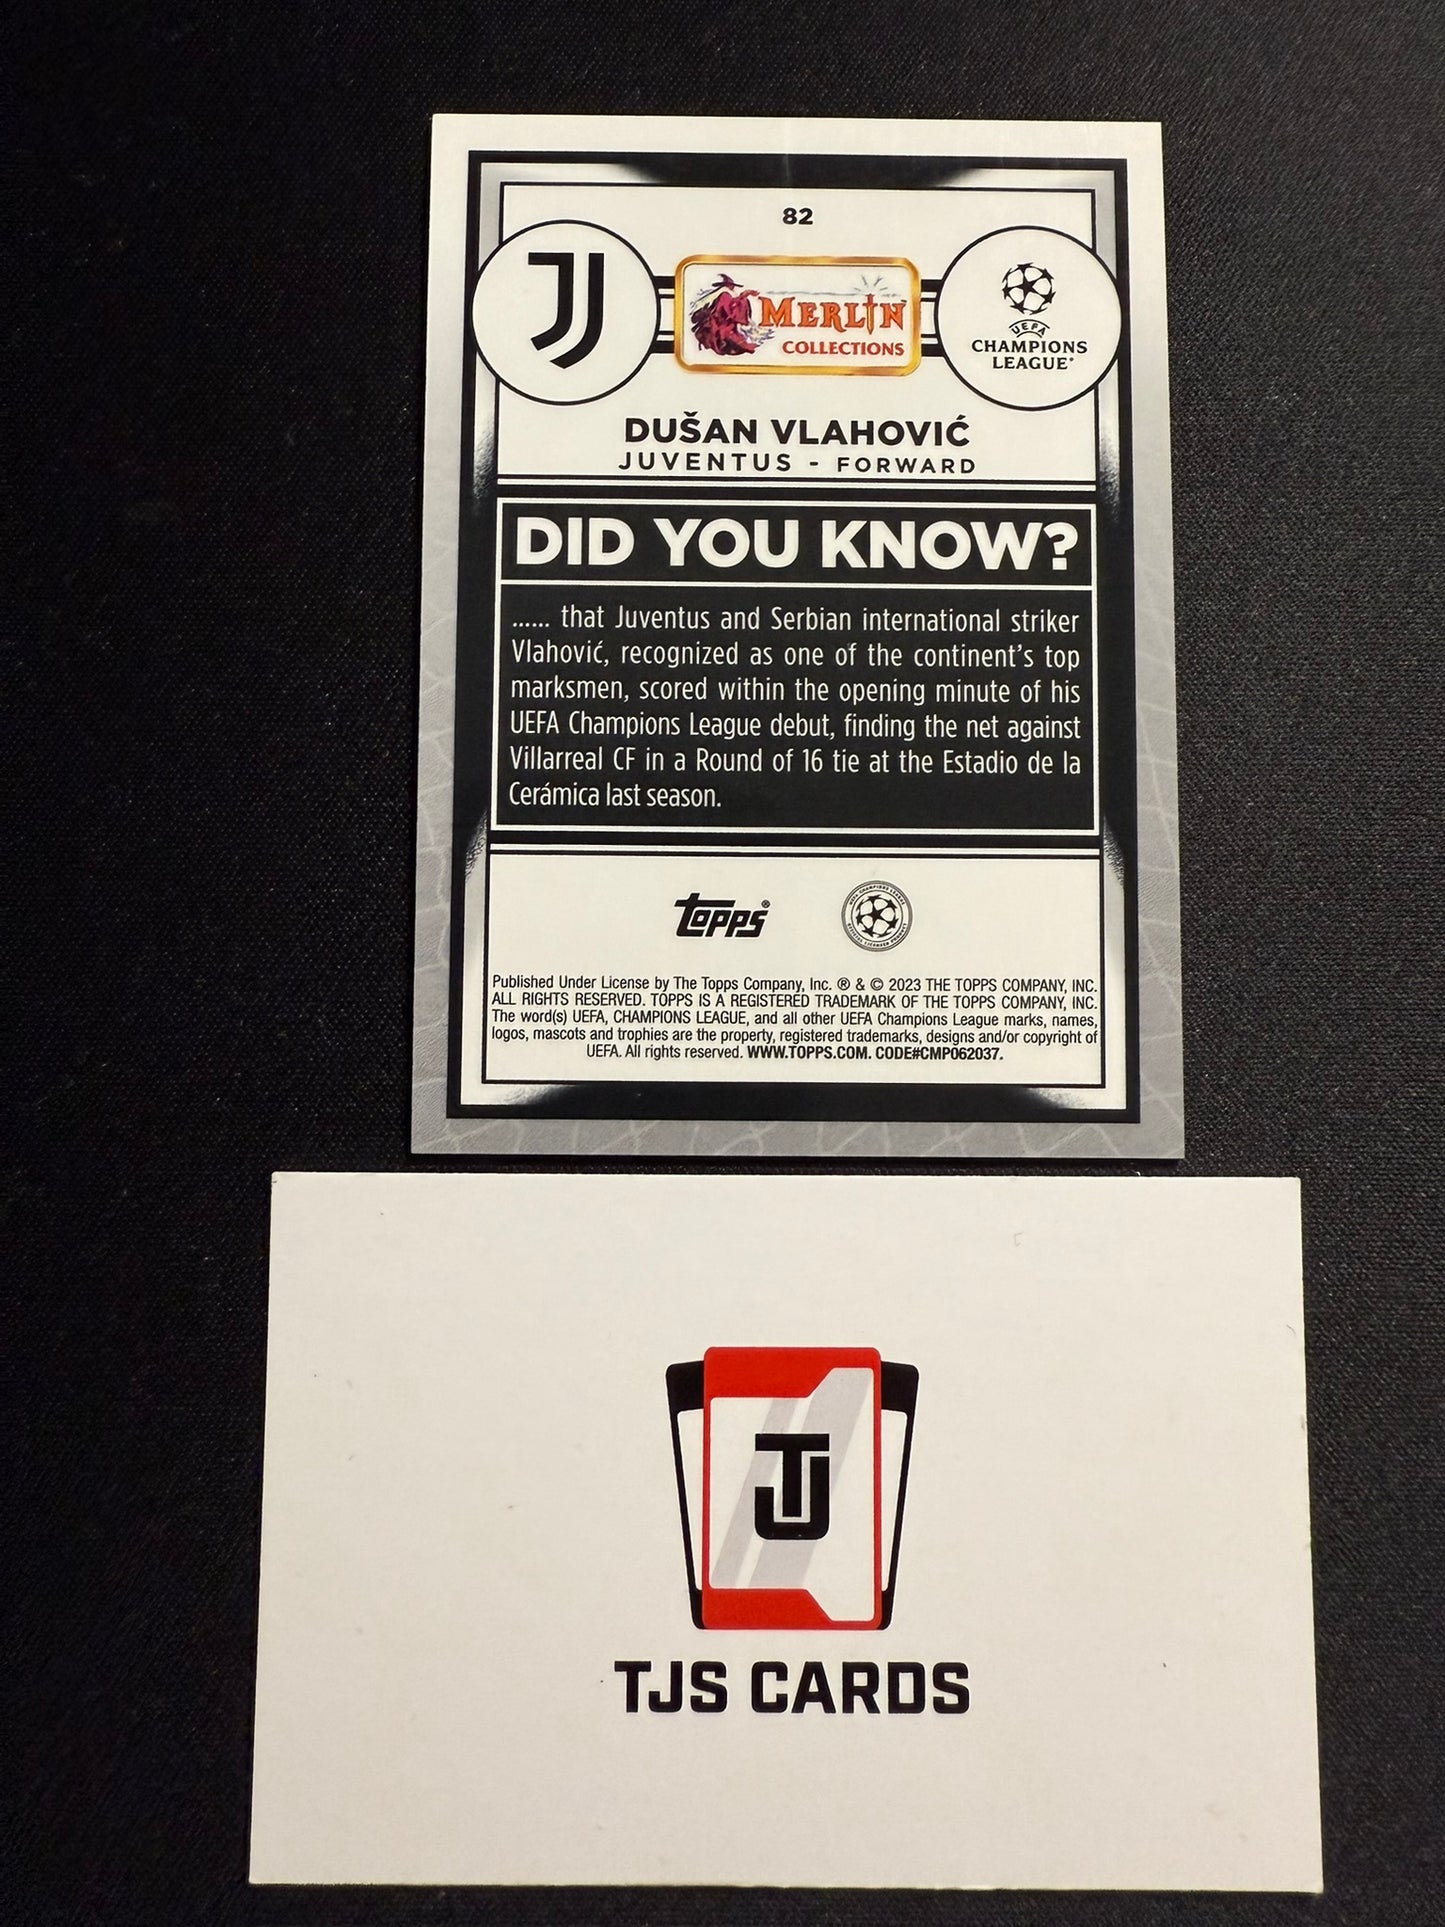 82
J
MERLIN
COLLECTIONS
UEFA
CHAMPIONS
LEAGUE®
DUŠAN VLAHOVIĆ
JUVENTUS - FORWARD
DID YOU KNOW?
...... that Juventus and Serbian international striker
Vlahović, recognized as one of the continent's top
marksmen, scored within the opening minute of his
UEFA Champions League debut, finding the net against
Villarreal CF in a Round of 16 tie at the Estadio de la
Cerámica last season.
topps®
UEFA CHAMPIONS LEAGUE
OFFICIAL LICENSED PRODUCT
Published Under License by The Topps Company, Inc. ® & © 2023 THE TOPPS COMPANY, INC.
ALL RIGHTS RESERVED. TOPPS IS A REGISTERED TRADEMARK OF THE TOPPS COMPANY, INC.
The word(s) UEFA, CHAMPIONS LEAGUE, and all other UEFA Champions League marks, names,
logos, mascots and trophies are the property, registered trademarks, designs and/or copyright of
UEFA. All rights reserved. WWW.TOPPS.COM. CODE#CMP062037.
TJ
TJS CARDS